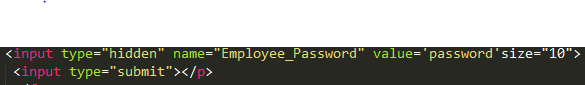 <input type="hidden" name="Employee_Password" value='password'size="10">
<input type="submit"></p>